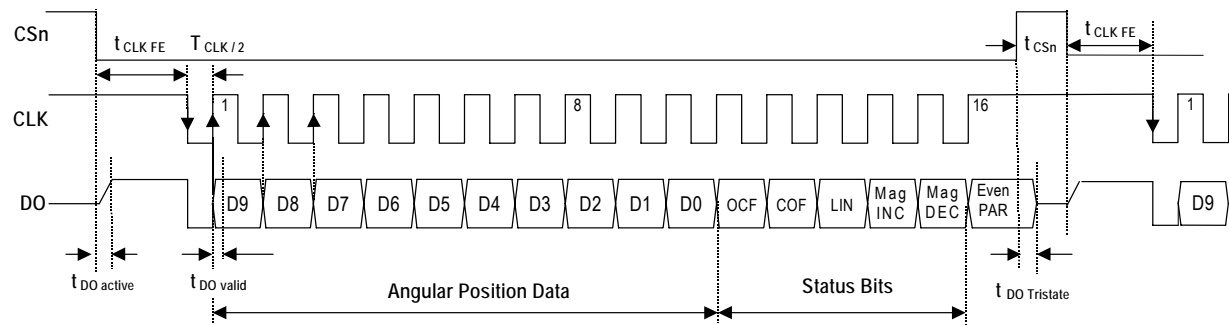 CSn
t CLK FE
T CLK / 2
t CSn
t CLK FE
CLK
1
8
16
1
DO
D9
D8
D7
D6
D5
D4
D3
D2
D1
D0
OCF
COF
LIN
Mag
INC
Mag
DEC
Even
PAR
D9
t DO active
t DO valid
Angular Position Data
Status Bits
t DO Tristate